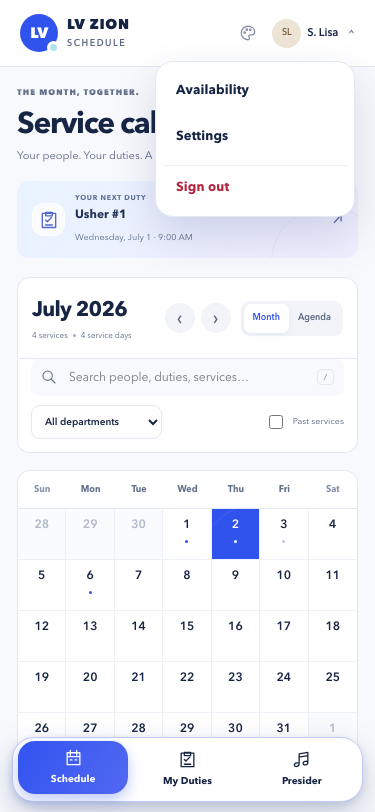 LV
LV ZION
SCHEDULE
SL
S. Lisa
Availability
Settings
Sign out
THE MONTH, TOGETHER.
Service cal
Your people. Your duties. A
YOUR NEXT DUTY
Usher #1
Wednesday, July 1 · 9:00 AM
July 2026
4 services • 4 service days
Month
Agenda
Search people, duties, services…
/
All departments
Past services
Sun Mon Tue Wed Thu Fri Sat
28 29 30 1 2 3 4
5 6 7 8 9 10 11
12 13 14 15 16 17 18
19 20 21 22 23 24 25
26 27 28 29 30 31 1
Schedule
My Duties
Presider